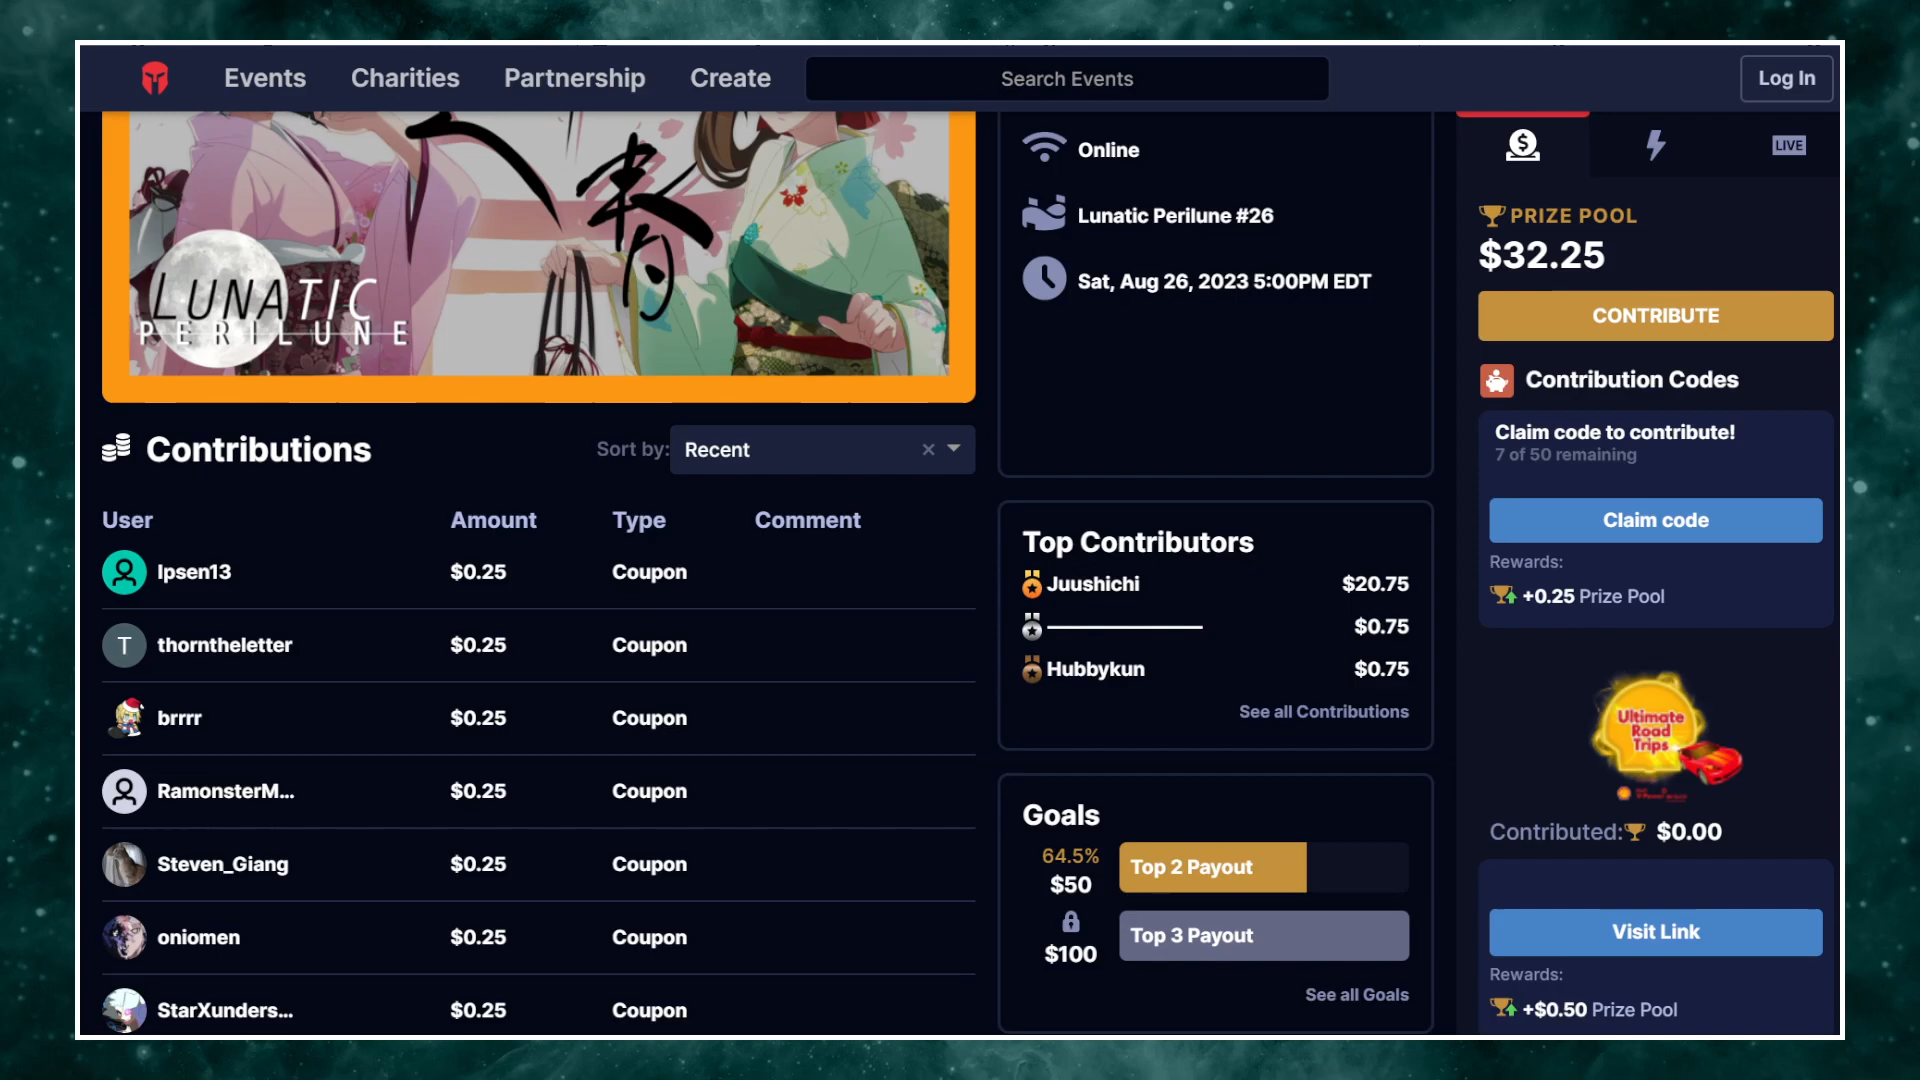 Events
Charities
Partnership
Create
Search Events
Log In
春
LUNATIC
PERILUNE
Online
Lunatic Perilune #26
Sat, Aug 26, 2023 5:00PM EDT
LIVE
PRIZE POOL
$32.25
CONTRIBUTE
Contribution Codes
Claim code to contribute!
7 of 50 remaining
Claim code
Rewards:
+0.25 Prize Pool
Ultimate
Road
Trips
Contributed: $0.00
Visit Link
Rewards:
+$0.50 Prize Pool
Contributions
Sort by: Recent
User Amount Type Comment
Ipsen13 $0.25 Coupon
T thorntheletter $0.25 Coupon
brrrr $0.25 Coupon
RamonsterM... $0.25 Coupon
Steven_Giang $0.25 Coupon
oniomen $0.25 Coupon
StarXunders... $0.25 Coupon
Top Contributors
Juushichi $20.75
$0.75
Hubbykun $0.75
See all Contributions
Goals
64.5%
$50
Top 2 Payout
$100
Top 3 Payout
See all Goals